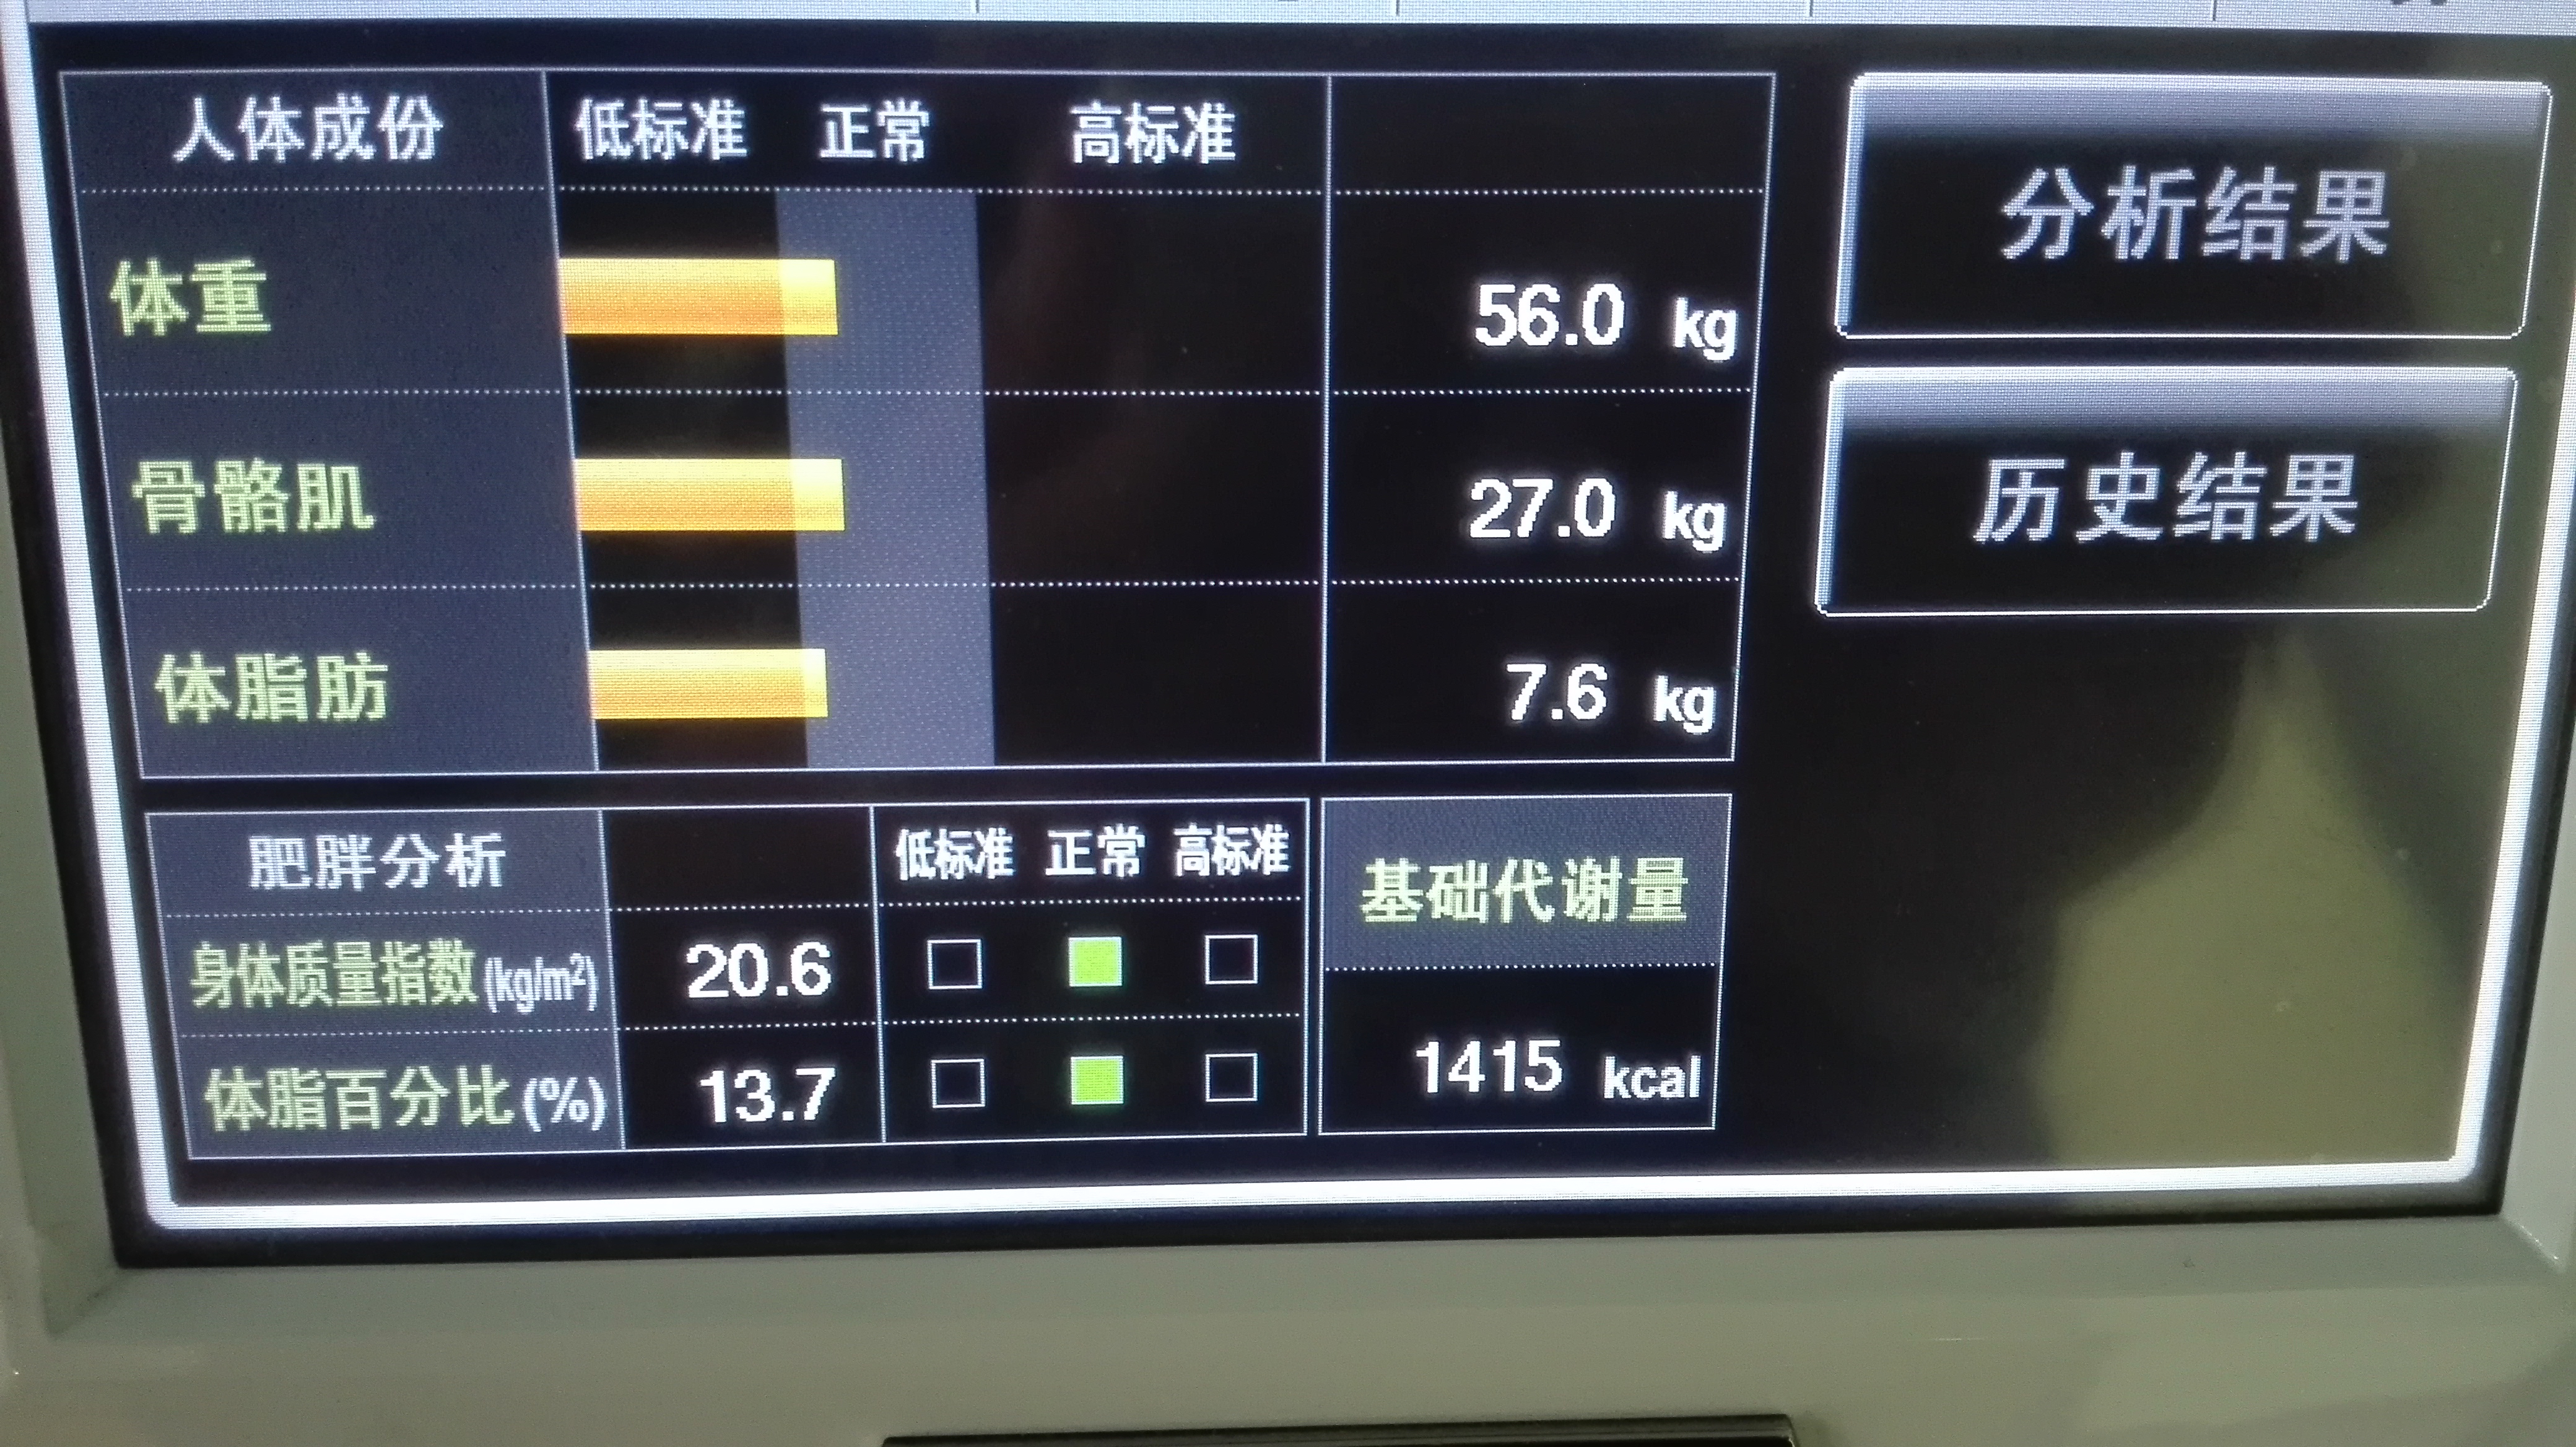 人体成份 低标准 正常 高标准
体重 56.0 kg
骨骼肌 27.0 kg
体脂肪 7.6 kg
分析结果
历史结果
肥胖分析 低标准 正常 高标准
身体质量指数(kg/m²) 20.6
体脂百分比(%) 13.7
基础代谢量
1415 kcal